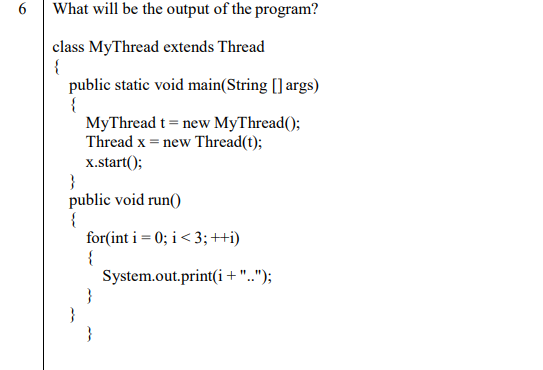 6 What will be the output of the program?
class MyThread extends Thread
{
public static void main(String [] args)
{
MyThread t = new MyThread();
Thread x = new Thread(t);
x.start();
}
public void run()
{
for(int i = 0; i < 3; ++i)
{
System.out.print(i + "..");
}
}
}